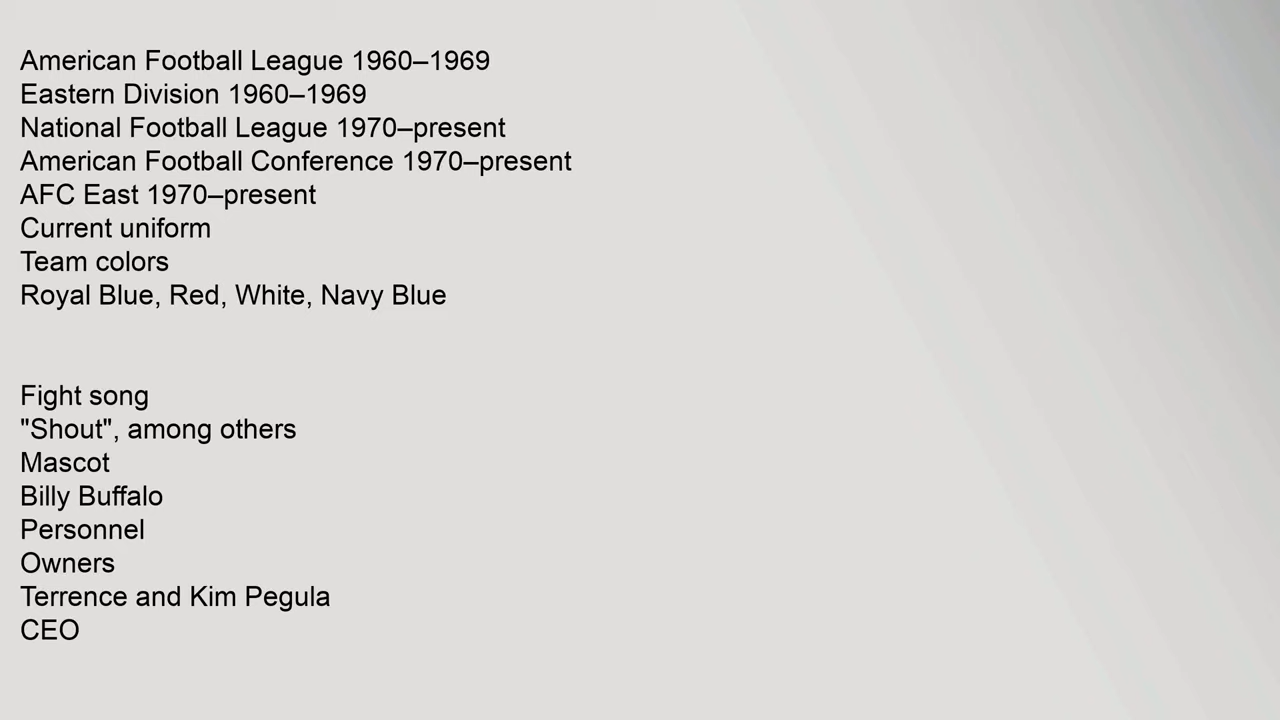 American Football League 1960–1969
Eastern Division 1960–1969
National Football League 1970–present
American Football Conference 1970–present
AFC East 1970–present
Current uniform
Team colors
Royal Blue, Red, White, Navy Blue
Fight song
"Shout", among others
Mascot
Billy Buffalo
Personnel
Owners
Terrence and Kim Pegula
CEO